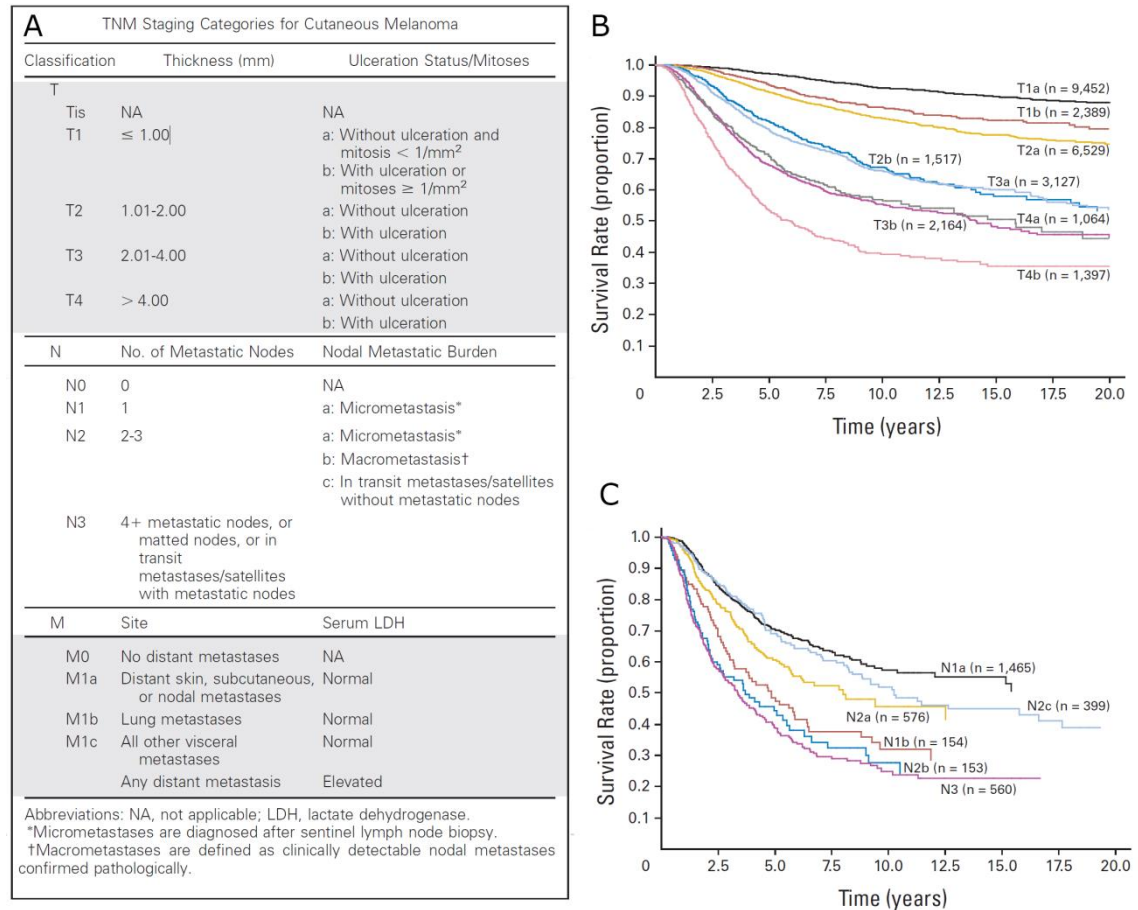 A
TNM Staging Categories for Cutaneous Melanoma
Classification Thickness (mm) Ulceration Status/Mitoses
T
Tis NA NA
T1 ≤ 1.00 a: Without ulceration and
mitosis < 1/mm²
b: With ulceration or
mitoses ≥ 1/mm²
T2 1.01-2.00 a: Without ulceration
b: With ulceration
T3 2.01-4.00 a: Without ulceration
b: With ulceration
T4 > 4.00 a: Without ulceration
b: With ulceration
N No. of Metastatic Nodes Nodal Metastatic Burden
N0 0 NA
N1 1 a: Micrometastasis*
N2 2-3 a: Micrometastasis*
b: Macrometastasis†
c: In transit metastases/satellites
without metastatic nodes
N3 4+ metastatic nodes, or
matted nodes, or in
transit
metastases/satellites
with metastatic nodes
M Site Serum LDH
M0 No distant metastases NA
M1a Distant skin, subcutaneous, Normal
or nodal metastases
M1b Lung metastases Normal
M1c All other visceral Normal
metastases
Any distant metastasis Elevated
Abbreviations: NA, not applicable; LDH, lactate dehydrogenase.
*Micrometastases are diagnosed after sentinel lymph node biopsy.
†Macrometastases are defined as clinically detectable nodal metastases
confirmed pathologically.
B
Survival Rate (proportion)
1.0
0.9
0.8
0.7
0.6
0.5
0.4
0.3
0.2
0.1
T1a (n = 9,452)
T1b (n = 2,389)
T2a (n = 6,529)
T2b (n = 1,517)
T3a (n = 3,127)
T4a (n = 1,064)
T3b (n = 2,164)
T4b (n = 1,397)
0 2.5 5.0 7.5 10.0 12.5 15.0 17.5 20.0
Time (years)
C
Survival Rate (proportion)
1.0
0.9
0.8
0.7
0.6
0.5
0.4
0.3
0.2
0.1
N1a (n = 1,465)
N2c (n = 399)
N2a (n = 576)
N1b (n = 154)
N2b (n = 153)
N3 (n = 560)
0 2.5 5.0 7.5 10.0 12.5 15.0 17.5 20.0
Time (years)